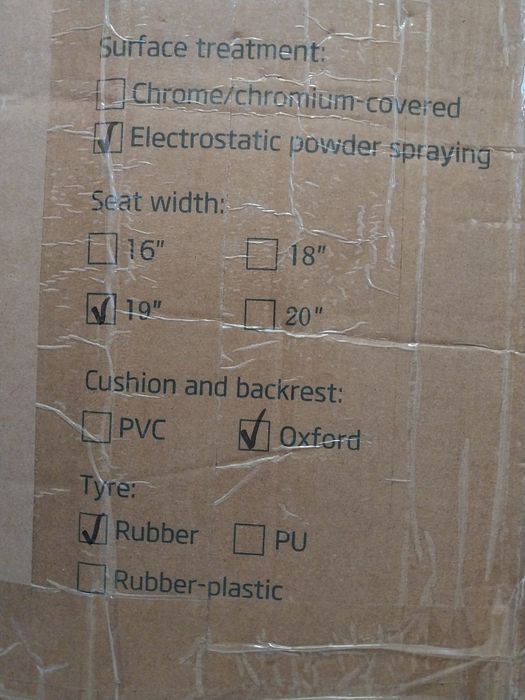 Surface treatment:
☐ Chrome/chromium-covered
☑ Electrostatic powder spraying
Seat width:
☐ 16" ☐ 18"
☑ 19" ☐ 20"
Cushion and backrest:
☐ PVC ☑ Oxford
Tyre:
☑ Rubber ☐ PU
☐ Rubber-plastic